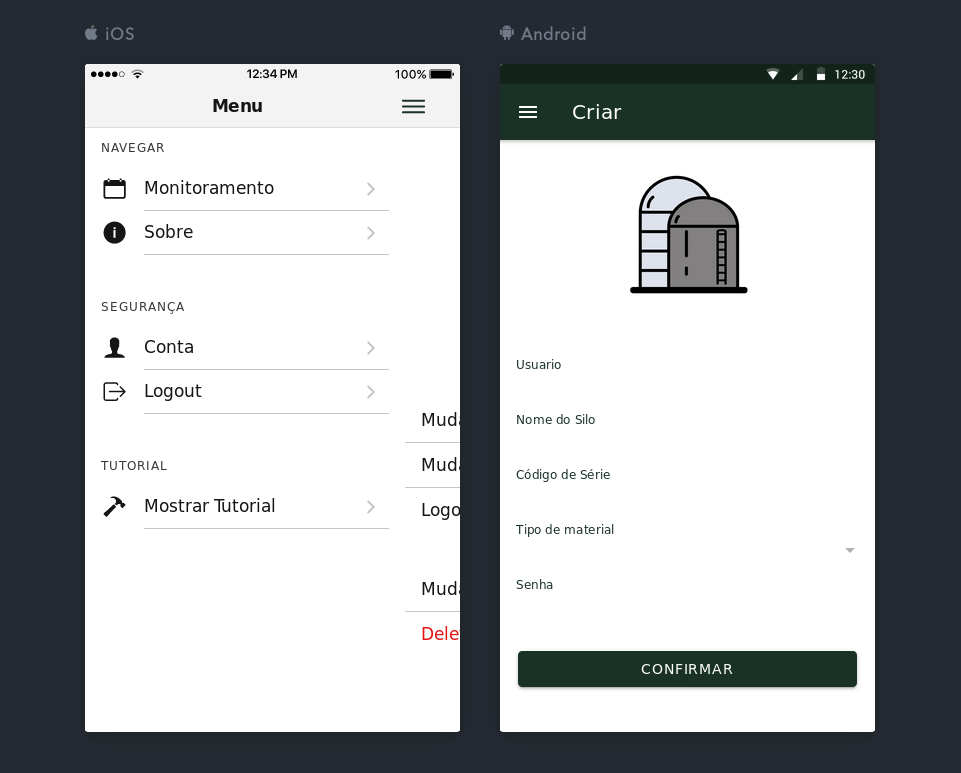 iOS
12:34 PM
100%
Menu
NAVEGAR
Monitoramento
Sobre
SEGURANÇA
Conta
Logout
TUTORIAL
Mostrar Tutorial
Muda
Muda
Logo
Muda
Dele
Android
12:30
Criar
Usuario
Nome do Silo
Código de Série
Tipo de material
Senha
CONFIRMAR